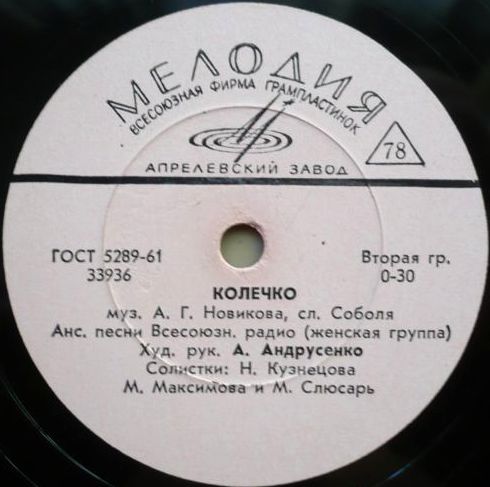 МЕЛОДИЯ
ВСЕСОЮЗНАЯ ФИРМА ГРАМПЛАСТИНОК
78
АПРЕЛЕВСКИЙ ЗАВОД
ГОСТ 5289-61
33936
Вторая гр.
0-30
КОЛЕЧКО
муз. А. Г. Новикова, сл. Соболя
Анс. песни Всесоюзн. радио (женская группа)
Худ. рук. А. Андрусенко
Солистки: Н. Кузнецова
М. Максимова и М. Слюсарь